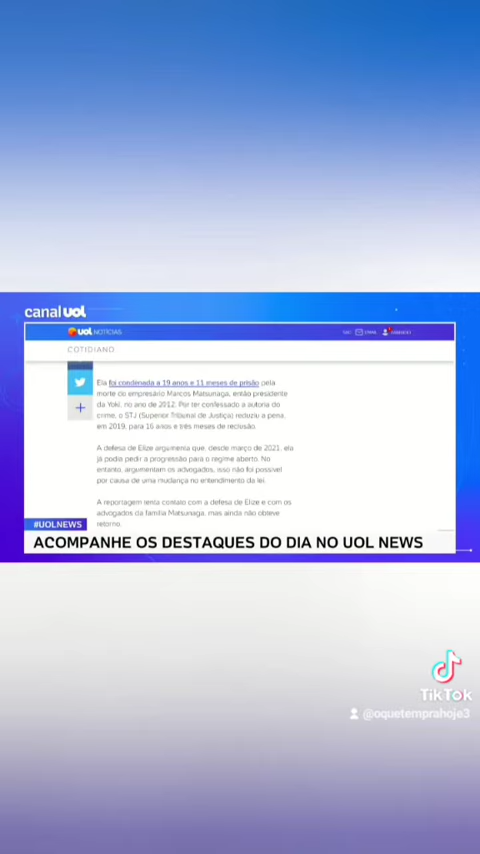 canal uol
uol NOTÍCIAS
EMAIL
COTIDIANO
Ela foi condenada a 19 anos e 11 meses de prisão pela
morte do empresário Marcos Matsunaga, então presidente
da Yoki, no ano de 2012. Por ter confessado a autoria do
crime, o STJ (Superior Tribunal de Justiça) reduziu a pena,
em 2019, para 16 anos e três meses de reclusão.
A defesa de Elize argumenta que, desde março de 2021, ela
já podia pedir a progressão para o regime aberto. No
entanto, argumentam os advogados, isso não foi possível
por causa de uma mudança no entendimento da lei.
A reportagem tenta contato com a defesa de Elize e com os
advogados da família Matsunaga, mas ainda não obteve
retorno.
#UOLNEWS
ACOMPANHE OS DESTAQUES DO DIA NO UOL NEWS
TikTok
@oquetemprahoje3